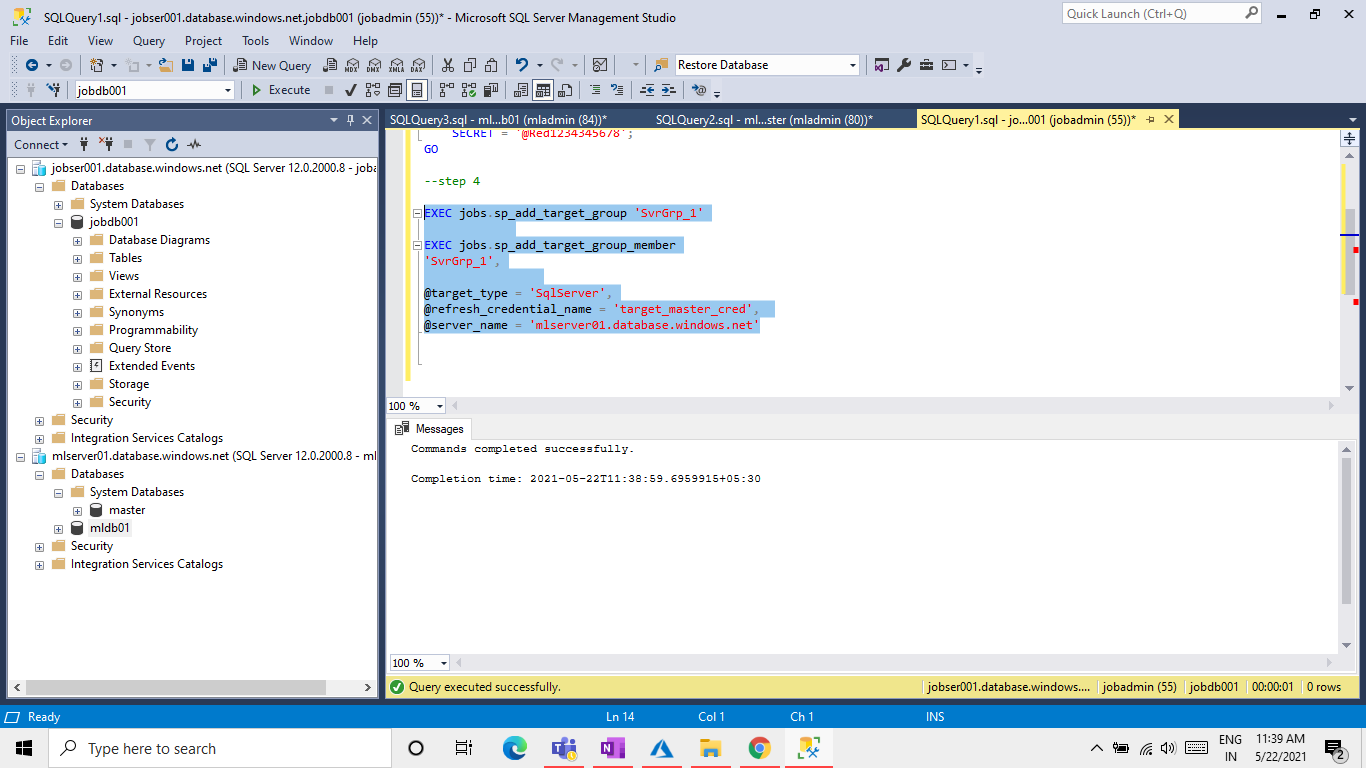 SQLQuery1.sql - jobser001.database.windows.net.jobdb001 (jobadmin (55))* - Microsoft SQL Server Management Studio
Quick Launch (Ctrl+Q)
File Edit View Query Project Tools Window Help
New Query
MDX
DMX
XMLA
DAX
Restore Database
jobdb001
Execute
Object Explorer
Connect
jobser001.database.windows.net (SQL Server 12.0.2000.8 - joba
Databases
System Databases
jobdb001
Database Diagrams
Tables
Views
External Resources
Synonyms
Programmability
Query Store
Extended Events
Storage
Security
Security
Integration Services Catalogs
mlserver01.database.windows.net (SQL Server 12.0.2000.8 - ml
Databases
System Databases
master
mldb01
Security
Integration Services Catalogs
SQLQuery3.sql - ml...b01 (mladmin (84))*
SQLQuery2.sql - ml...ster (mladmin (80))*
SQLQuery1.sql - jo...001 (jobadmin (55))*
SECRET = '@Red1234345678';
GO
--step 4
EXEC jobs.sp_add_target_group 'SvrGrp_1'
EXEC jobs.sp_add_target_group_member
'SvrGrp_1',
@target_type = 'SqlServer',
@refresh_credential_name = 'target_master_cred',
@server_name = 'mlserver01.database.windows.net'
100 %
Messages
Commands completed successfully.
Completion time: 2021-05-22T11:38:59.6959915+05:30
100 %
Query executed successfully.
jobser001.database.windows....
jobadmin (55)
jobdb001
00:00:01
0 rows
Ready
Ln 14
Col 1
Ch 1
INS
Type here to search
ENG
IN
11:39 AM
5/22/2021
2